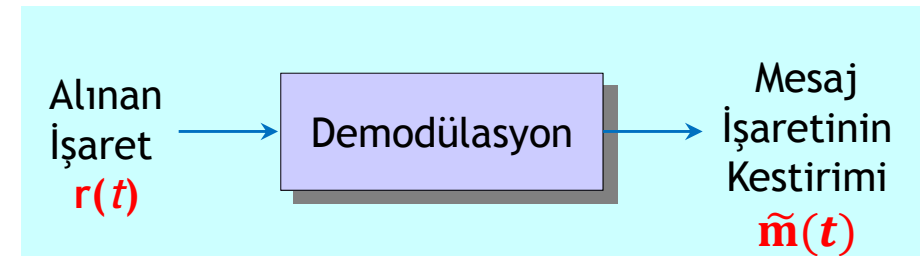 Alınan
İşaret
r(t)
Demodülasyon
Mesaj
İşaretinin
Kestirimi
m̃(t)